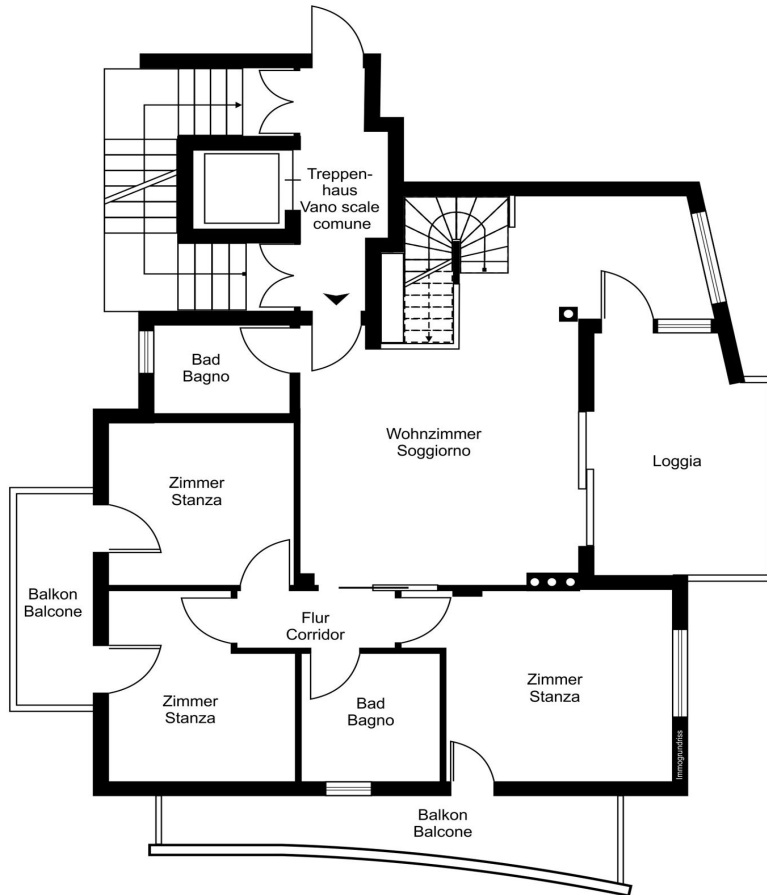 Treppen-
haus
Vano scale
comune
Bad
Bagno
Wohnzimmer
Soggiorno
Loggia
Zimmer
Stanza
Balkon
Balcone
Flur
Corridor
Zimmer
Stanza
Bad
Bagno
Zimmer
Stanza
Immogrundriss
Balkon
Balcone